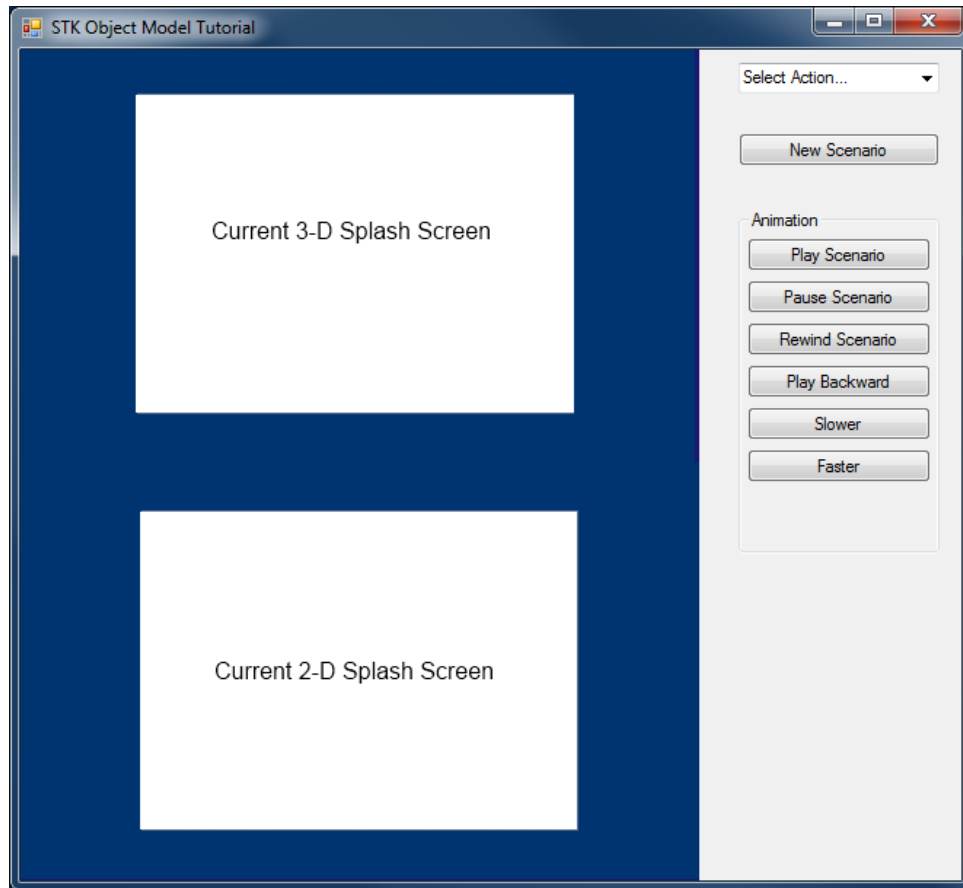 STK Object Model Tutorial
Select Action...
New Scenario
Current 3-D Splash Screen
Animation
Play Scenario
Pause Scenario
Rewind Scenario
Play Backward
Slower
Faster
Current 2-D Splash Screen